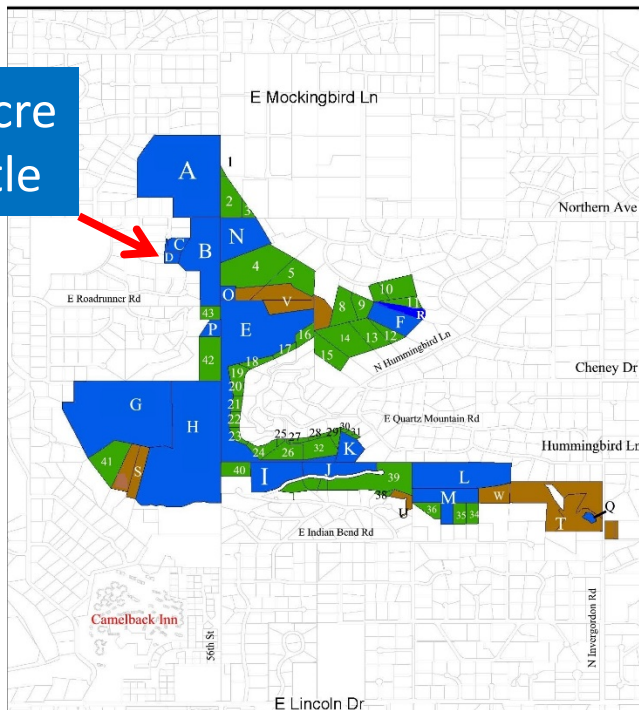 cre
tle
E Mockingbird Ln
1
A
2
3
Northern Ave
N
C
B
D
4
5
10
E Roadrunner Rd
O
V
8
9
11
R
43
F
P
E
14
13
12
16
N Hummingbird Ln
42
17
15
18
Cheney Dr
19
20
G
21
H
22
E Quartz Mountain Rd
23
25
27
28
29
30
31
24
26
32
K
Hummingbird Ln
41
S
40
I
J
39
L
38
M
W
Q
U
36
35
34
T
E Indian Bend Rd
Camelback Inn
56th St
N Invergordon Rd
E Lincoln Dr